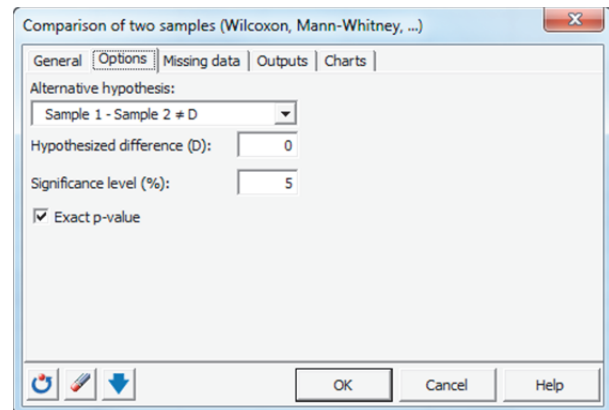 Comparison of two samples (Wilcoxon, Mann-Whitney, ...)
General Options Missing data Outputs Charts
Alternative hypothesis:
Sample 1 - Sample 2 ≠ D
Hypothesized difference (D): 0
Significance level (%): 5
Exact p-value
OK Cancel Help